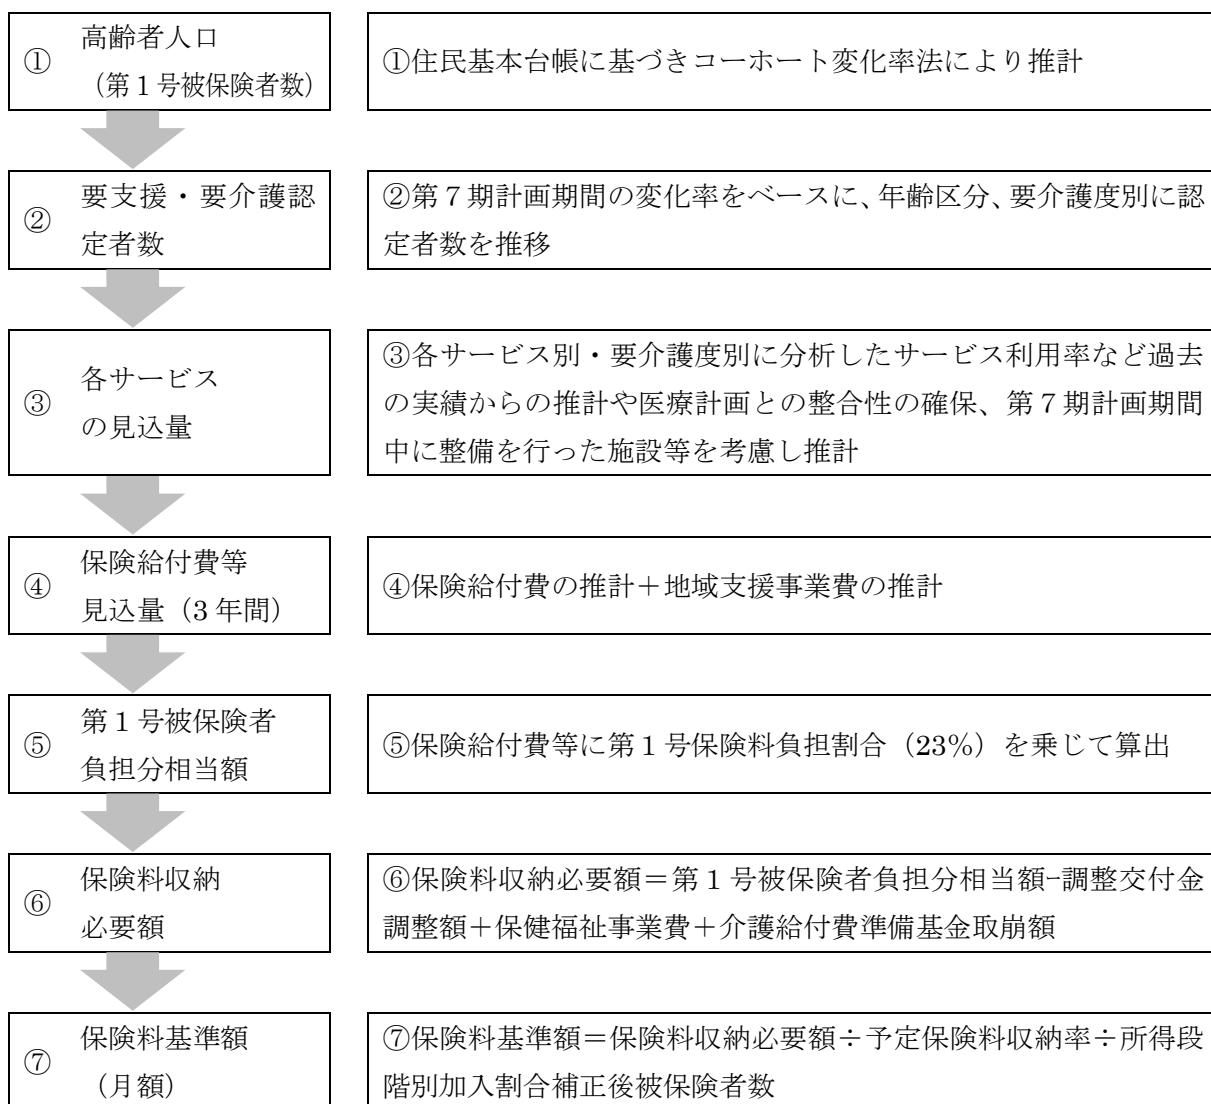 ①
高齢者人口
（第１号被保険者数）
①住民基本台帳に基づきコーホート変化率法により推計
②
要支援・要介護認
定者数
②第７期計画期間の変化率をベースに、年齢区分、要介護度別に認
定者数を推移
③
各サービス
の見込量
③各サービス別・要介護度別に分析したサービス利用率など過去
の実績からの推計や医療計画との整合性の確保、第７期計画期間
中に整備を行った施設等を考慮し推計
④
保険給付費等
見込量（3 年間）
④保険給付費の推計＋地域支援事業費の推計
⑤
第１号被保険者
負担分相当額
⑤保険給付費等に第１号保険料負担割合（23%）を乗じて算出
⑥
保険料収納
必要額
⑥保険料収納必要額＝第１号被保険者負担分相当額-調整交付金
調整額＋保健福祉事業費＋介護給付費準備基金取崩額
⑦
保険料基準額
（月額）
⑦保険料基準額＝保険料収納必要額÷予定保険料収納率÷所得段
階別加入割合補正後被保険者数